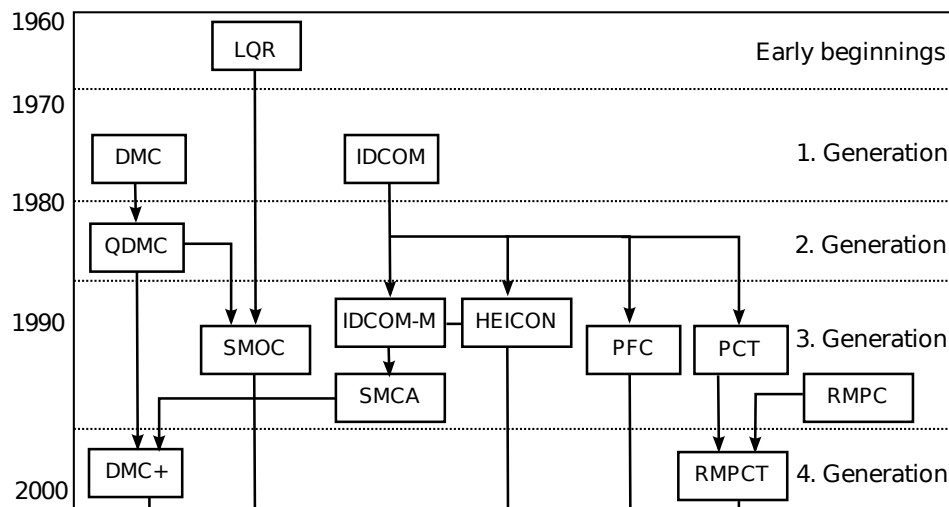 1960
LQR
Early beginnings
1970
DMC
IDCOM
1. Generation
1980
QDMC
2. Generation
1990
IDCOM-M
HEICON
SMOC
PFC
PCT
3. Generation
SMCA
RMPC
DMC+
RMPCT
4. Generation
2000